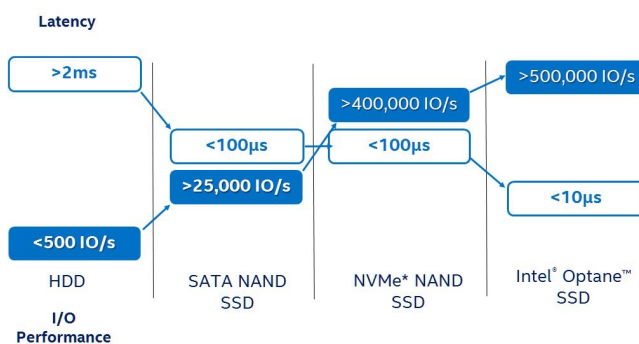 Latency
>2ms
<500 IO/s
HDD
I/O
Performance
<100µs
>25,000 IO/s
SATA NAND
SSD
>400,000 IO/s
<100µs
NVMe* NAND
SSD
>500,000 IO/s
<10µs
Intel® Optane™
SSD